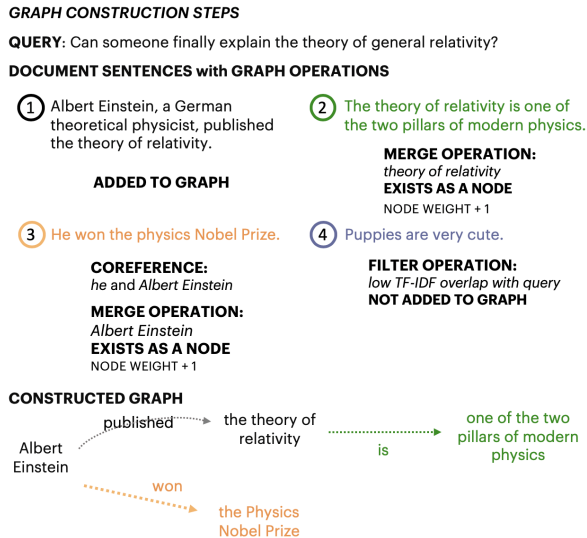 GRAPH CONSTRUCTION STEPS
QUERY: Can someone finally explain the theory of general relativity?
DOCUMENT SENTENCES with GRAPH OPERATIONS
1
Albert Einstein, a German
theoretical physicist, published
the theory of relativity.
ADDED TO GRAPH
2
The theory of relativity is one of
the two pillars of modern physics.
MERGE OPERATION:
theory of relativity
EXISTS AS A NODE
NODE WEIGHT + 1
3
He won the physics Nobel Prize.
COREFERENCE:
he and Albert Einstein
MERGE OPERATION:
Albert Einstein
EXISTS AS A NODE
NODE WEIGHT + 1
4
Puppies are very cute.
FILTER OPERATION:
low TF-IDF overlap with query
NOT ADDED TO GRAPH
CONSTRUCTED GRAPH
Albert
Einstein
published
the theory of
relativity
is
one of the two
pillars of modern
physics
won
the Physics
Nobel Prize